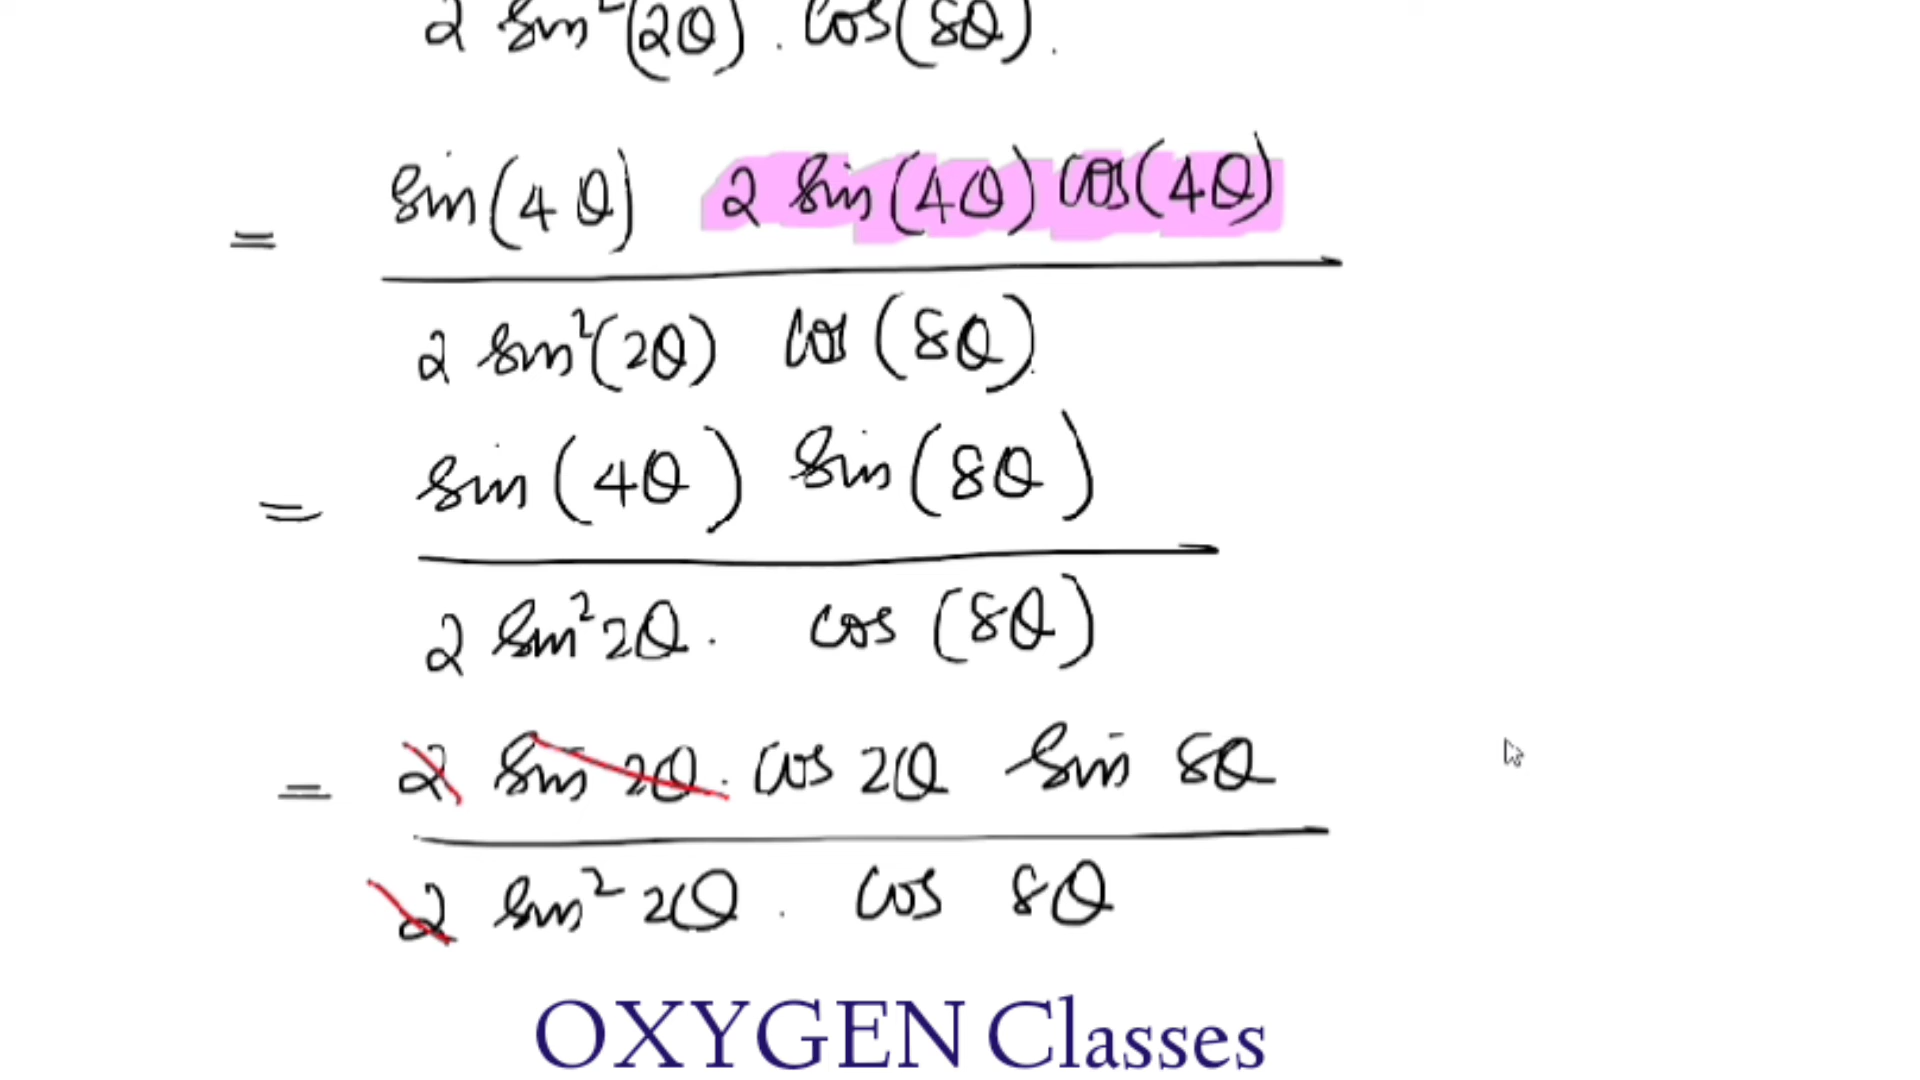 2 sin²(2θ) . cos(8θ).
= sin(4θ) 2 sin(4θ) cos(4θ)
2 sin²(2θ) cos(8θ).
= sin(4θ) sin(8θ)
2 sin²2θ. cos(8θ)
= 2 sin 2θ. cos 2θ sin 8θ
2 sin² 2θ . cos 8θ
OXYGEN Classes